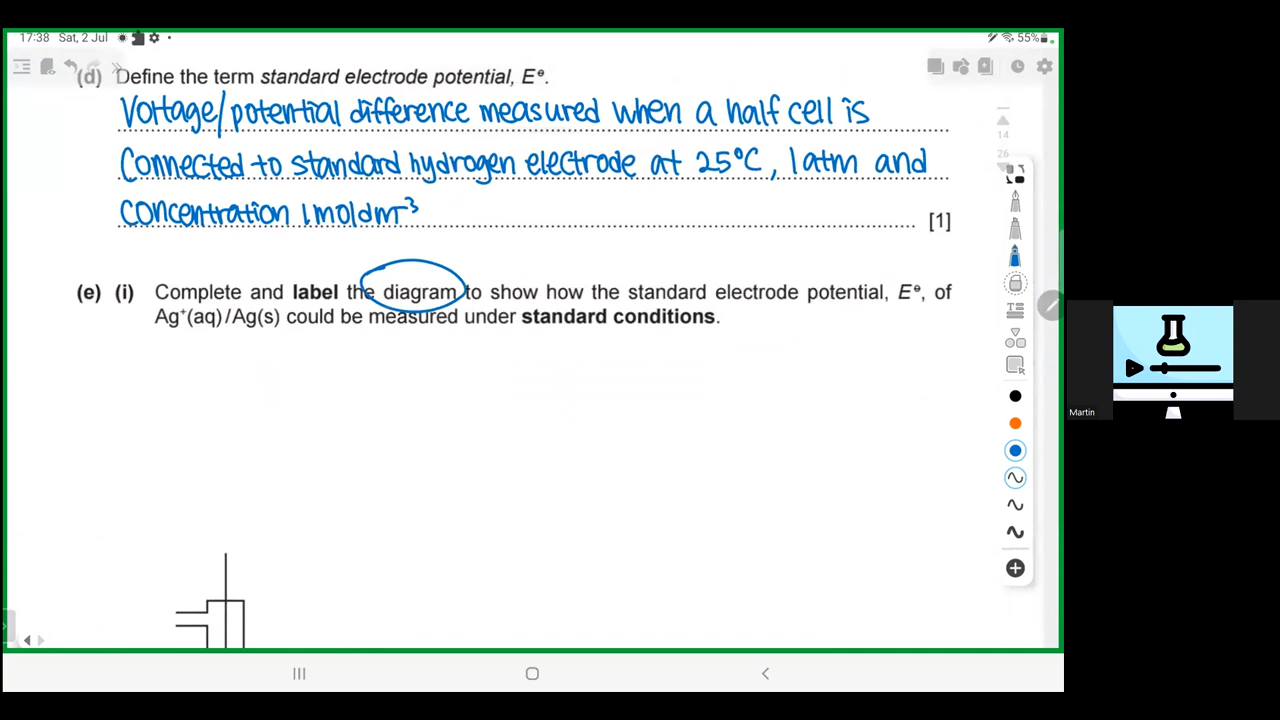 17:38 Sat, 2 Jul
55%
(d) Define the term standard electrode potential, E⦵.
Voltage/potential difference measured when a half cell is
connected to standard hydrogen electrode at 25°C, 1atm and
concentration 1moldm⁻³
[1]
(e) (i) Complete and label the diagram to show how the standard electrode potential, E⦵, of
Ag⁺(aq)/Ag(s) could be measured under standard conditions.
14
26
Martin